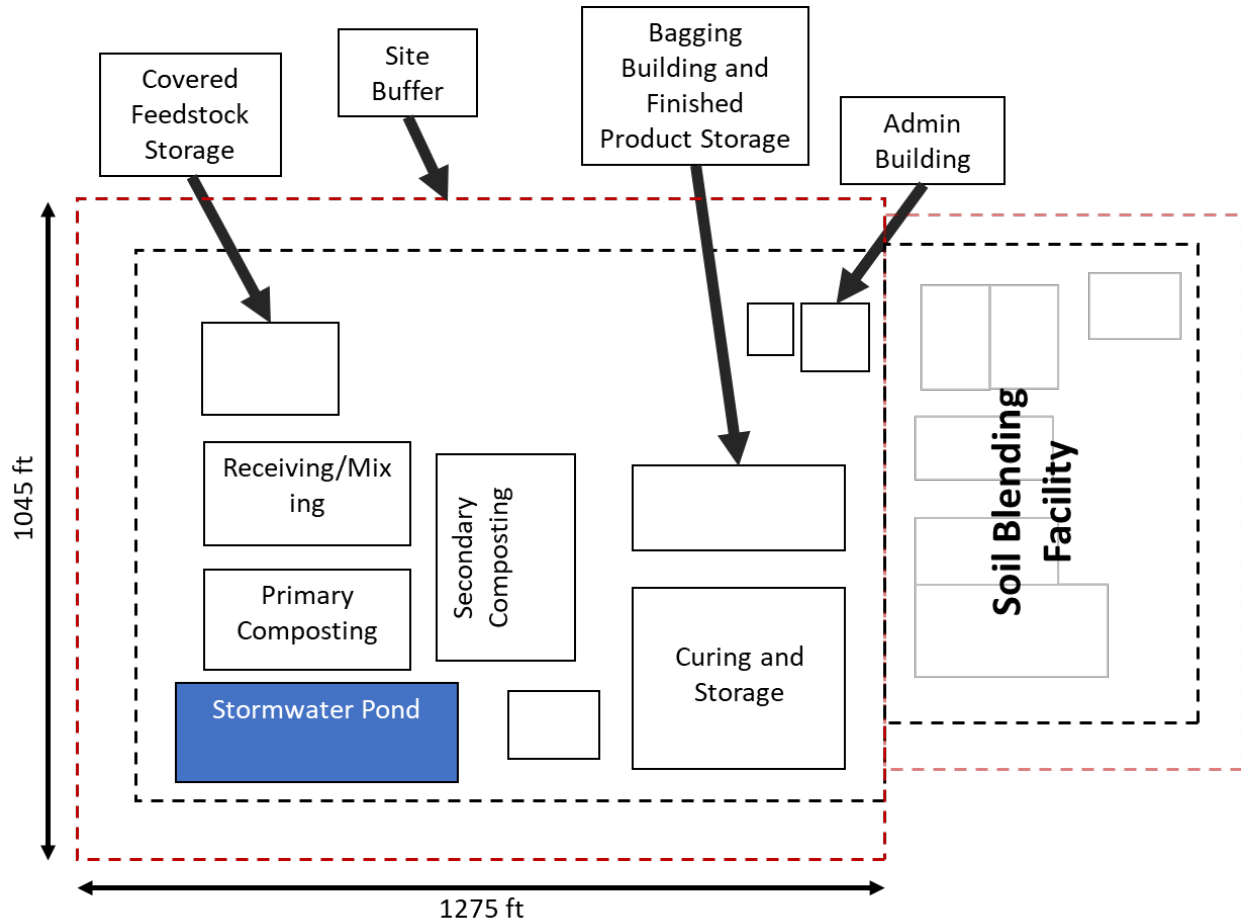 Covered
Feedstock
Storage
Site
Buffer
Bagging
Building and
Finished
Product Storage
Admin
Building
1045 ft
Receiving/Mix
ing
Secondary
Composting
Primary
Composting
Stormwater Pond
Curing and
Storage
Soil Blending
Facility
1275 ft